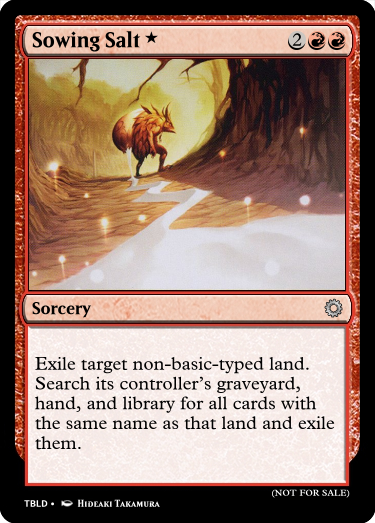 Sowing Salt ★ 2
Sorcery
Exile target non-basic-typed land.
Search its controller's graveyard,
hand, and library for all cards with
the same name as that land and exile
them.
(NOT FOR SALE)
TBLD • Hideaki Takamura